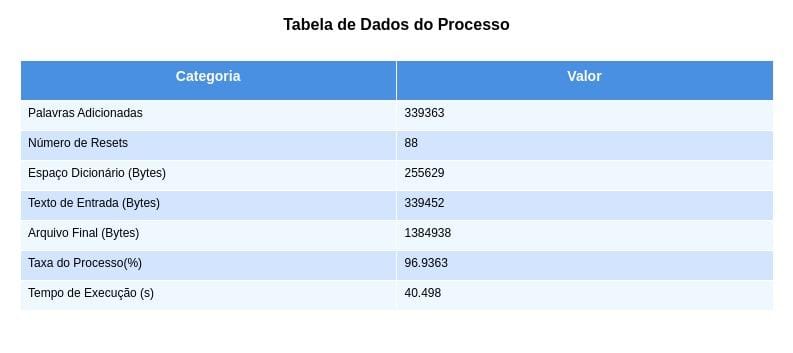 Tabela de Dados do Processo
Categoria Valor
Palavras Adicionadas 339363
Número de Resets 88
Espaço Dicionário (Bytes) 255629
Texto de Entrada (Bytes) 339452
Arquivo Final (Bytes) 1384938
Taxa do Processo(%) 96.9363
Tempo de Execução (s) 40.498